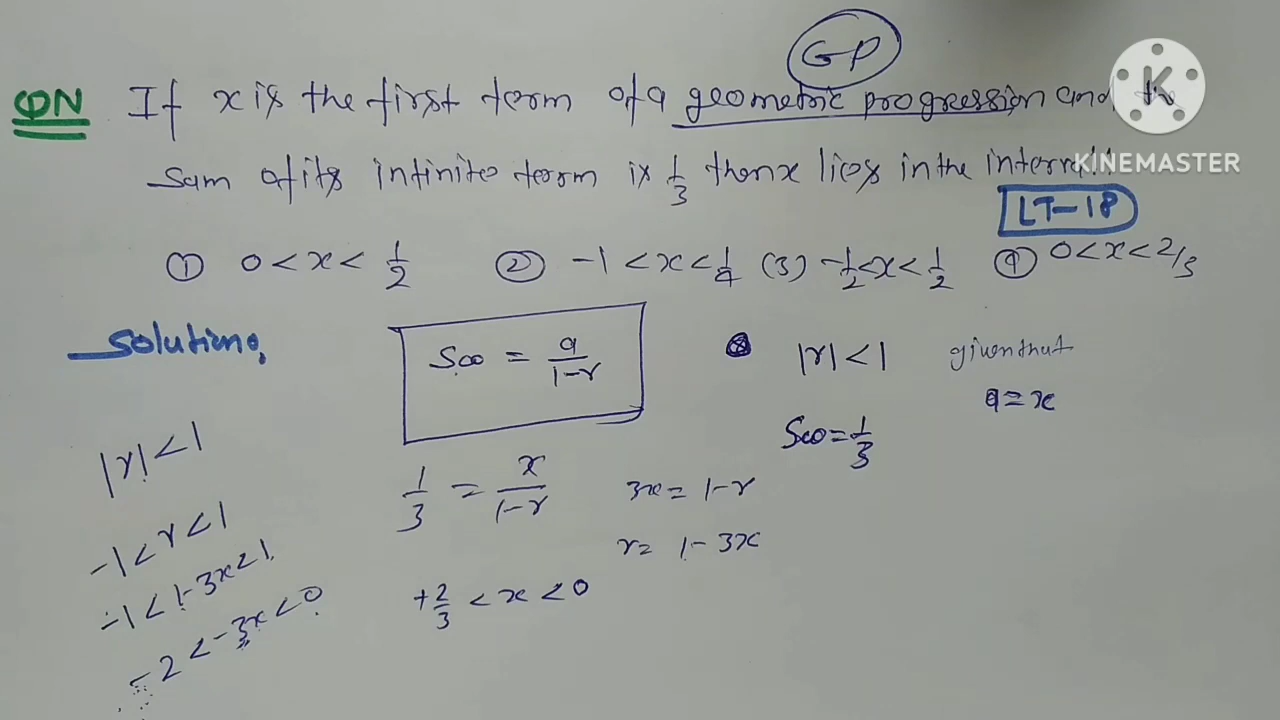 GP
QN If x is the first term of a geometric progression and
Sum of its infinite term is 1/3 then x lies in the interval
KINEMASTER
LT-18
① 0 < x < 1/2 ② -1 < x < 1/4 (3) -1/2 < x < 1/2 ④ 0 < x < 2/3
Solution,
S∞ = a/(1-r)
|r| < 1 given that
a = x
S∞ = 1/3
|r| < 1
1/3 = x/(1-r) 3x = 1-r
r = 1-3x
-1 < r < 1
-1 < 1-3x < 1
-2 < -3x < 0
+2/3 < x < 0